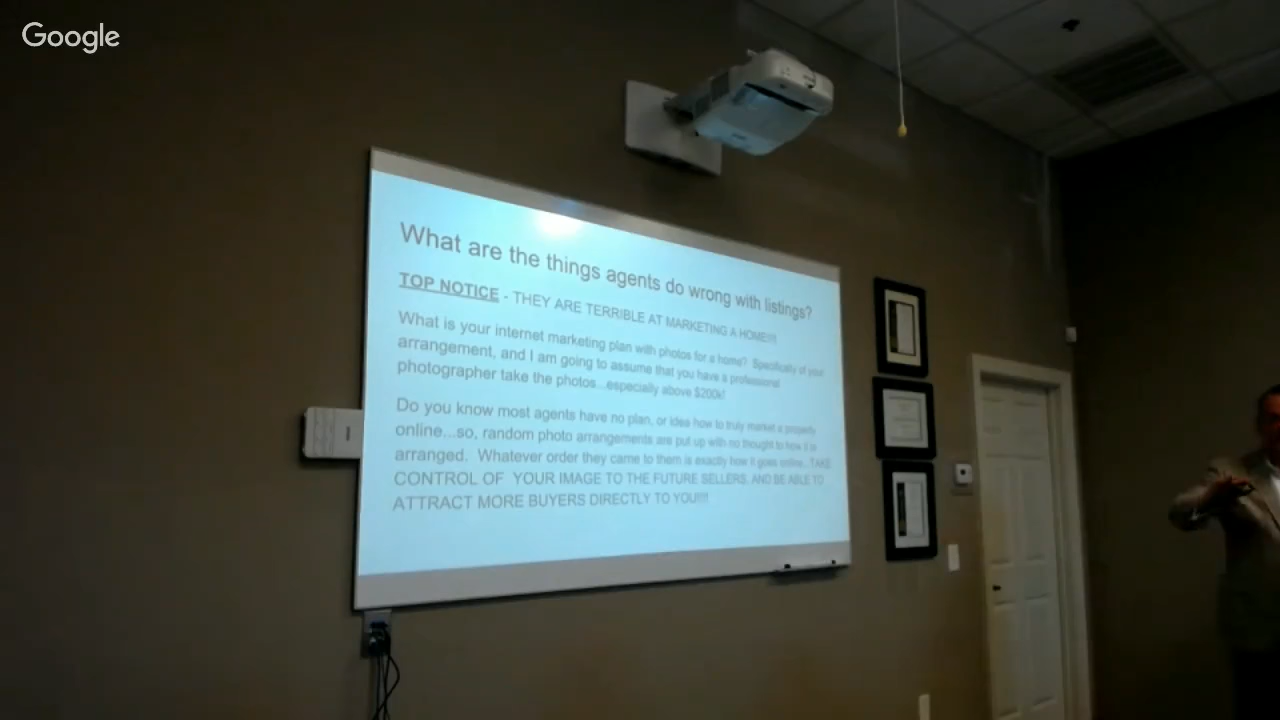 Google
What are the things agents do wrong with listings?
TOP NOTICE - THEY ARE TERRIBLE AT MARKETING A HOME!!!!
What is your internet marketing plan with photos for a home? Specifically of your
arrangement, and I am going to assume that you have a professional
photographer take the photos...especially above $200k!
Do you know most agents have no plan, or idea how to truly market a property
online...so, random photo arrangements are put up with no thought to how it is
arranged. Whatever order they came to them is exactly how it goes online...TAKE
CONTROL OF YOUR IMAGE TO THE FUTURE SELLERS, AND BE ABLE TO
ATTRACT MORE BUYERS DIRECTLY TO YOU!!!!